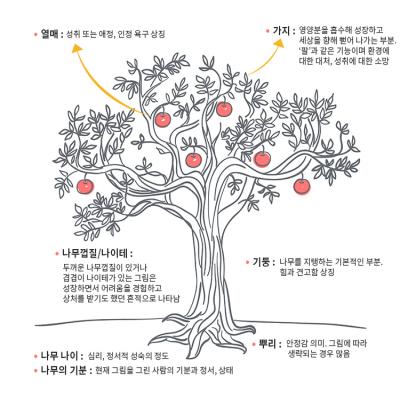 • 열매 : 성취 또는 애정, 인정 욕구 상징
• 가지 : 영양분을 흡수해 성장하고
세상을 향해 뻗어 나가는 부분.
'팔'과 같은 기능이며 환경에
대한 대처, 성취에 대한 소망
• 나무껍질/나이테 :
두꺼운 나무껍질이 있거나
겹겹이 나이테가 있는 그림은
성장하면서 어려움을 경험하고
상처를 받기도 했던 흔적으로 나타남
• 기둥 : 나무를 지탱하는 기본적인 부분.
힘과 견고함 상징
• 뿌리 : 안정감 의미. 그림에 따라
생략되는 경우 많음
• 나무 나이 : 심리, 정서적 성숙의 정도
• 나무의 기분 : 현재 그림을 그린 사람의 기분과 정서, 상태